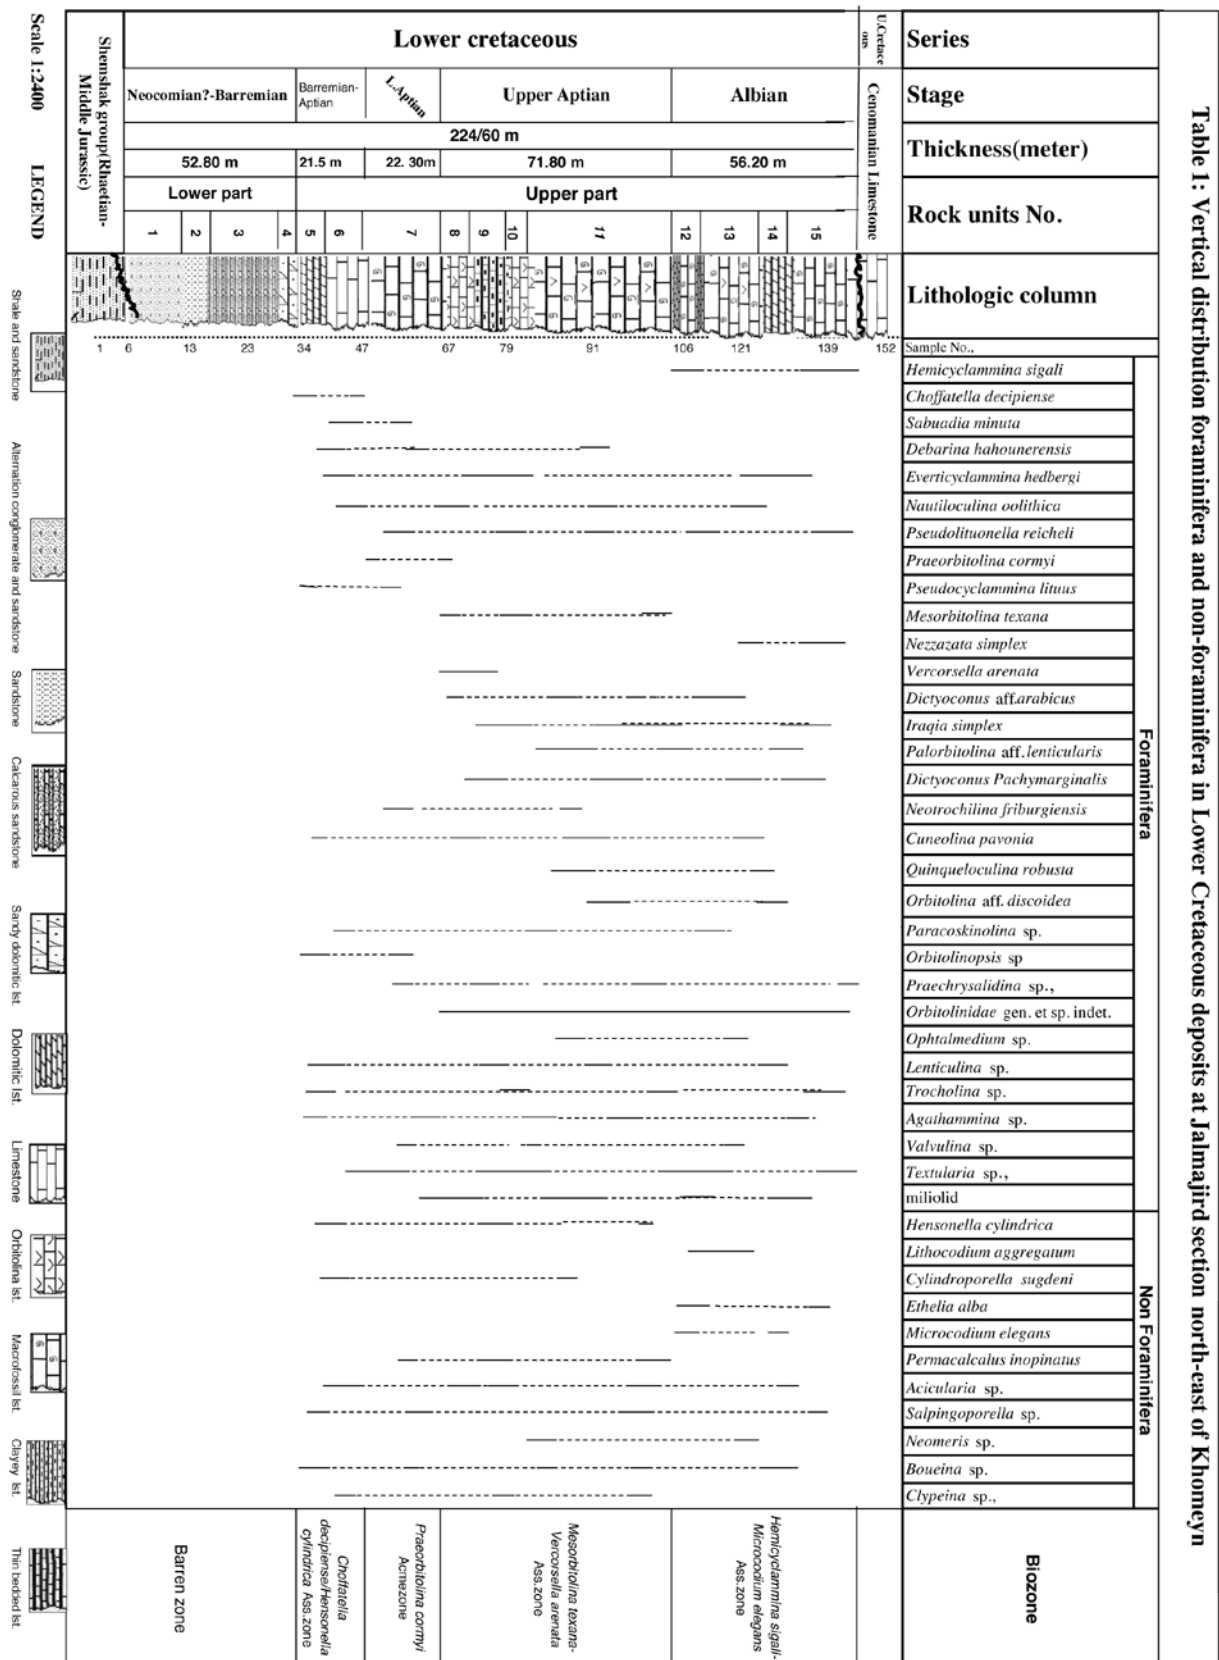 Table 1: Vertical distribution foraminifera and non-foraminifera in Lower Cretaceous deposits at Jalmajird section north-east of Khomeyn
Series
U.Cretace
ous
Lower cretaceous
Stage
Albian
Upper Aptian
L.Aptian
Barremian-
Aptian
Neocomian?-Barremian
Cenomanian Limestone
Shemshak group(Rhaetian-
Middle Jurassic)
Thickness(meter)
224/60 m
56.20 m
71.80 m
22. 30m
21.5 m
52.80 m
Rock units No.
Upper part
Lower part
15
14
13
12
11
10
9
8
7
6
5
4
3
2
1
Lithologic column
Sample No.,
152
139
121
106
91
79
67
47
34
23
13
6
1
Foraminifera
Hemicyclammina sigali
Choffatella decipiense
Sabuadia minuta
Debarina hahounerensis
Everticyclammina hedbergi
Nautiloculina oolithica
Pseudolituonella reicheli
Praeorbitolina cormyi
Pseudocyclammina lituus
Mesorbitolina texana
Nezzazata simplex
Vercorsella arenata
Dictyoconus aff.arabicus
Iraqia simplex
Palorbitolina aff. lenticularis
Dictyoconus Pachymarginalis
Neotrochilina friburgiensis
Cuneolina pavonia
Quinqueloculina robusta
Orbitolina aff. discoidea
Paracoskinolina sp.
Orbitolinopsis sp
Praechrysalidina sp.,
Orbitolinidae gen. et sp. indet.
Ophtalmedium sp.
Lenticulina sp.
Trocholina sp.
Agathammina sp.
Valvulina sp.
Textularia sp.,
miliolid
Non Foraminifera
Hensonella cylindrica
Lithocodium aggregatum
Cylindroporella sugdeni
Ethelia alba
Microcodium elegans
Permacalcalus inopinatus
Acicularia sp.
Salpingoporella sp.
Neomeris sp.
Boueina sp.
Clypeina sp.,
Biozone
Hemicyclammina sigali-
Microcodium elegans
Ass.zone
Mesorbitolina texana-
Vercorsella arenata
Ass.zone
Praeorbitolina cormyi
Acmezone
Choffatella
decipiense/Hensonella
cylindrica Ass.zone
Barren zone
Scale 1:2400
LEGEND
Shale and sandstone
Alternation conglomerate and sandstone
Sandstone
Calcarous sandstone
Sandy dolomitic lst.
Dolomitic lst.
Limestone
Orbitolina lst.
Macrofossil lst.
Clayey lst.
Thin bedded lst.